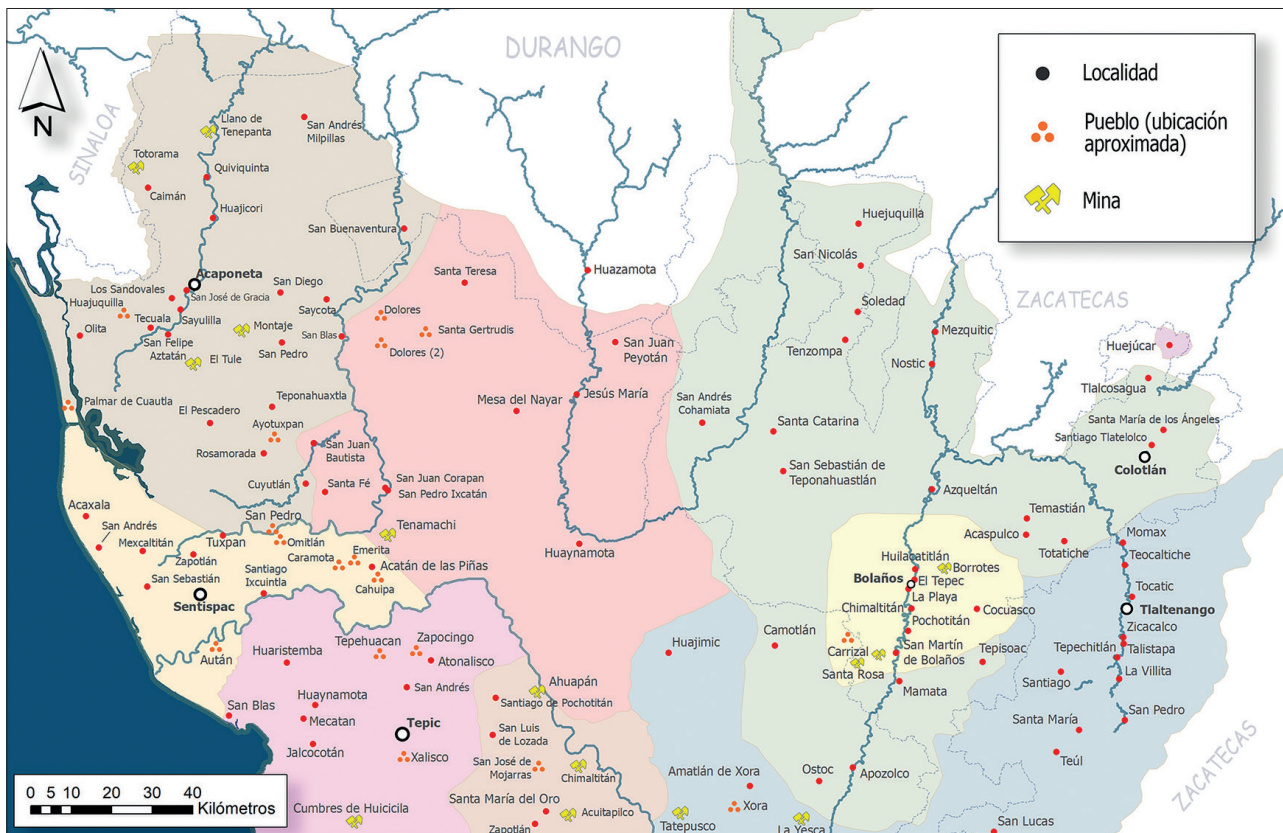 DURANGO
SINALOA
ZACATECAS
ZACATECAS
N
Localidad
Pueblo (ubicación
aproximada)
Mina
Llano de
Tenepanta
San Andrés
Milpillas
Totorama
Caimán
Quiviquinta
Huajicori
San Buenaventura
Acaponeta
Los Sandovales
San José de Gracia
Huajuquilla
Olita
Tecuala
Sayulilla
San Felipe
Aztatán
El Tule
Montaje
San Diego
Saycota
San Blas
San Pedro
Palmar de Cuautla
El Pescadero
Teponahuaxtla
Ayotuxpan
Rosamorada
Santa Teresa
Dolores
Santa Gertrudis
Dolores (2)
Huazamota
San Juan
Peyotán
Mesa del Nayar
Jesús María
San Juan
Bautista
Cuyutlán
Santa Fé
San Juan Corapan
San Pedro Ixcatán
Tenamachi
Huaynamota
Huejuquilla
San Nicolás
Soledad
Tenzompa
Mezquitic
Nostic
San Andrés
Cohamiata
Santa Catarina
San Sebastián de
Teponahuastlán
Azqueltán
Huejúcar
Tlalcosagua
Santa María de los Ángeles
Santiago Tlatelolco
Colotlán
Temastián
Acaspulco
Totatiche
Momax
Teocaltiche
Tocatic
Tlaltenango
Zicacalco
Talistapa
Tepechitlán
La Villita
Santiago
San Pedro
Santa María
Teúl
San Lucas
Acaxala
San Andrés
Mexcaltitán
San Pedro
Omitlán
Tuxpan
Zapotlán
Caramota
Emerita
Acatán de las Piñas
Cahuipa
San Sebastián
Santiago
Ixcuintla
Sentispac
Aután
San Blas
Huaristemba
Tepehuacan
Zapocingo
Atonalisco
San Andrés
Huaynamota
Mecatan
Jalcocotán
Tepic
Xalisco
Cumbres de Huicicila
Ahuapán
Santiago de Pochotitán
San Luis
de Lozada
San José de
Mojarras
Chimaltitán
Santa María del Oro
Acuitapilco
Zapotlán
Huajimic
Amatlán de Xora
Xora
Tatepusco
La Yesca
Camotlán
Ostoc
Apozolco
Huilacatitlán
Borrotes
Bolaños
El Tepec
La Playa
Chimaltitán
Cocuasco
Pochotitán
Carrizal
San Martín
de Bolaños
Santa Rosa
Tepisoac
Mamata
0 5 10 20 30 40
Kilómetros